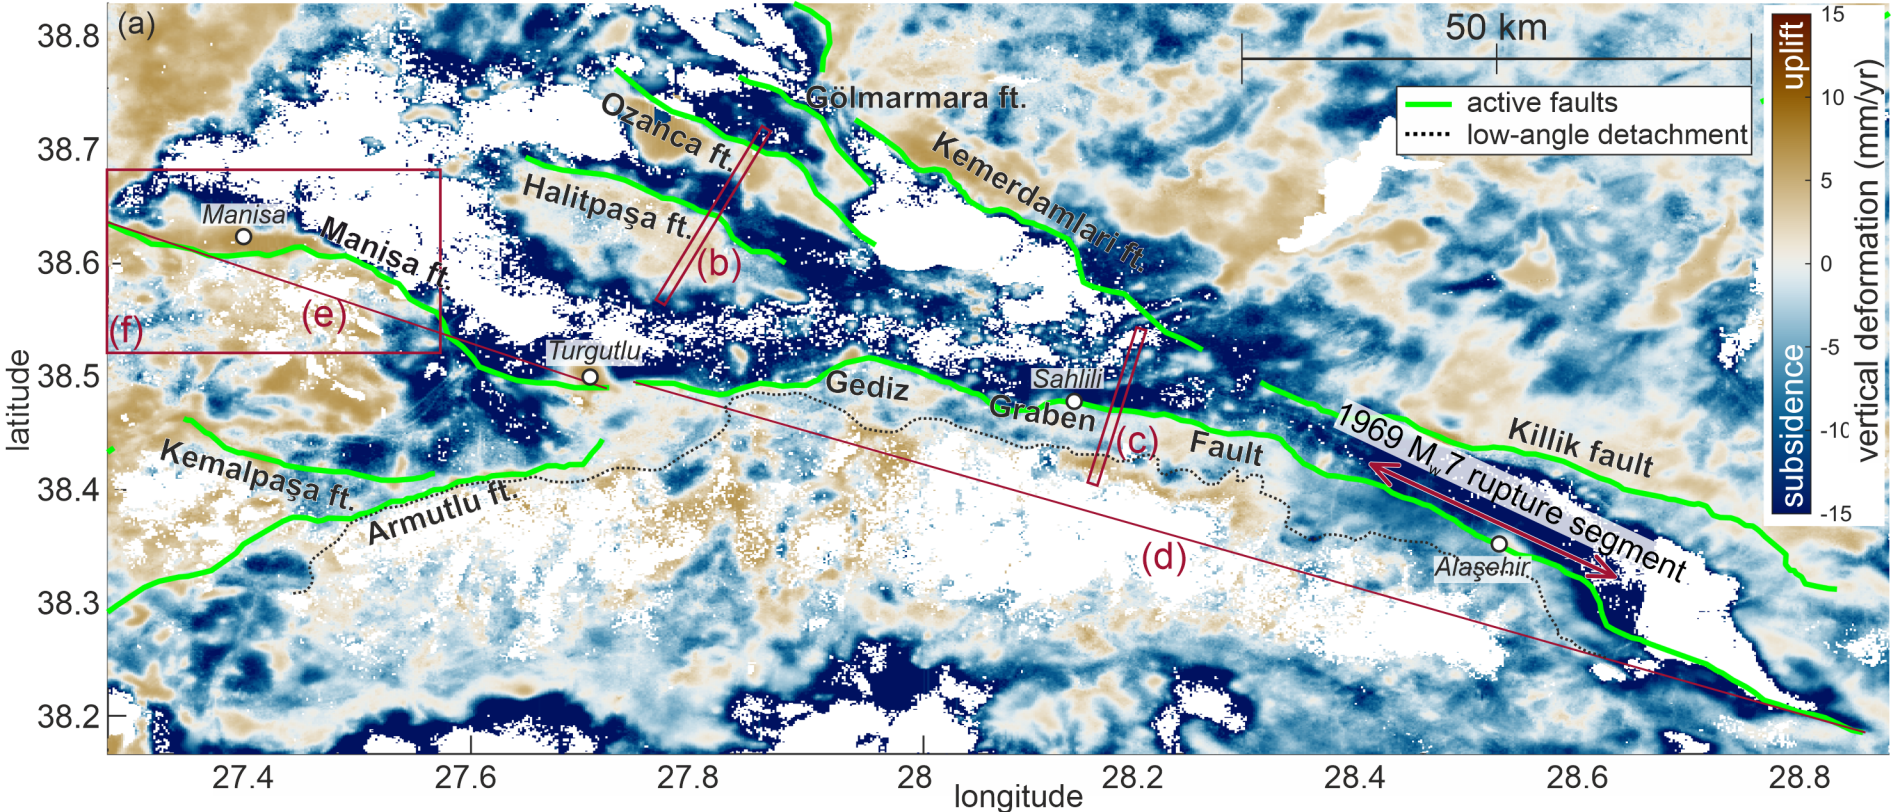 (a)
38.8
38.7
38.6
38.5
38.4
38.3
38.2
latitude
27.4
27.6
27.8
28
28.2
28.4
28.6
28.8
longitude
50 km
active faults
low-angle detachment
uplift
subsidence
15
10
5
0
-5
-10
-15
vertical deformation (mm/yr)
Gölmarmara ft.
Ozanca ft.
Kemerdamlari ft.
Halitpaşa ft.
(b)
Manisa
Manisa ft.
(e)
(f)
Turgutlu
Gediz
Graben
Fault
Sahlili
(c)
1969 Mw7 rupture segment
Killik fault
Kemalpaşa ft.
Armutlu ft.
(d)
Alaşehir